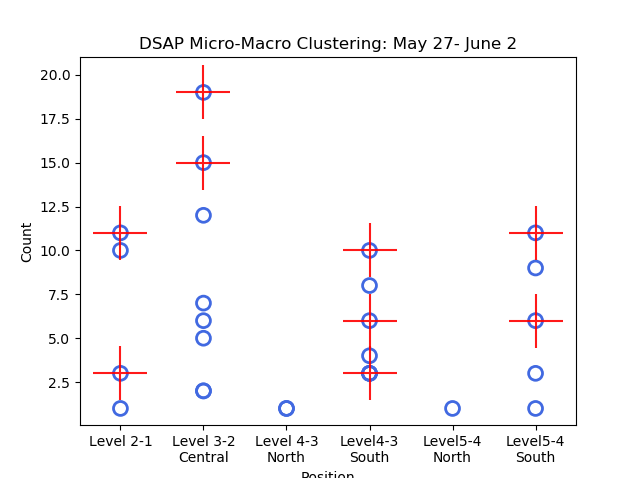 DSAP Micro-Macro Clustering: May 27- June 2
20.0
17.5
15.0
12.5
10.0
7.5
5.0
2.5
Count
Level 2-1
Level 3-2
Central
Level 4-3
North
Level4-3
South
Level5-4
North
Level5-4
South
Position